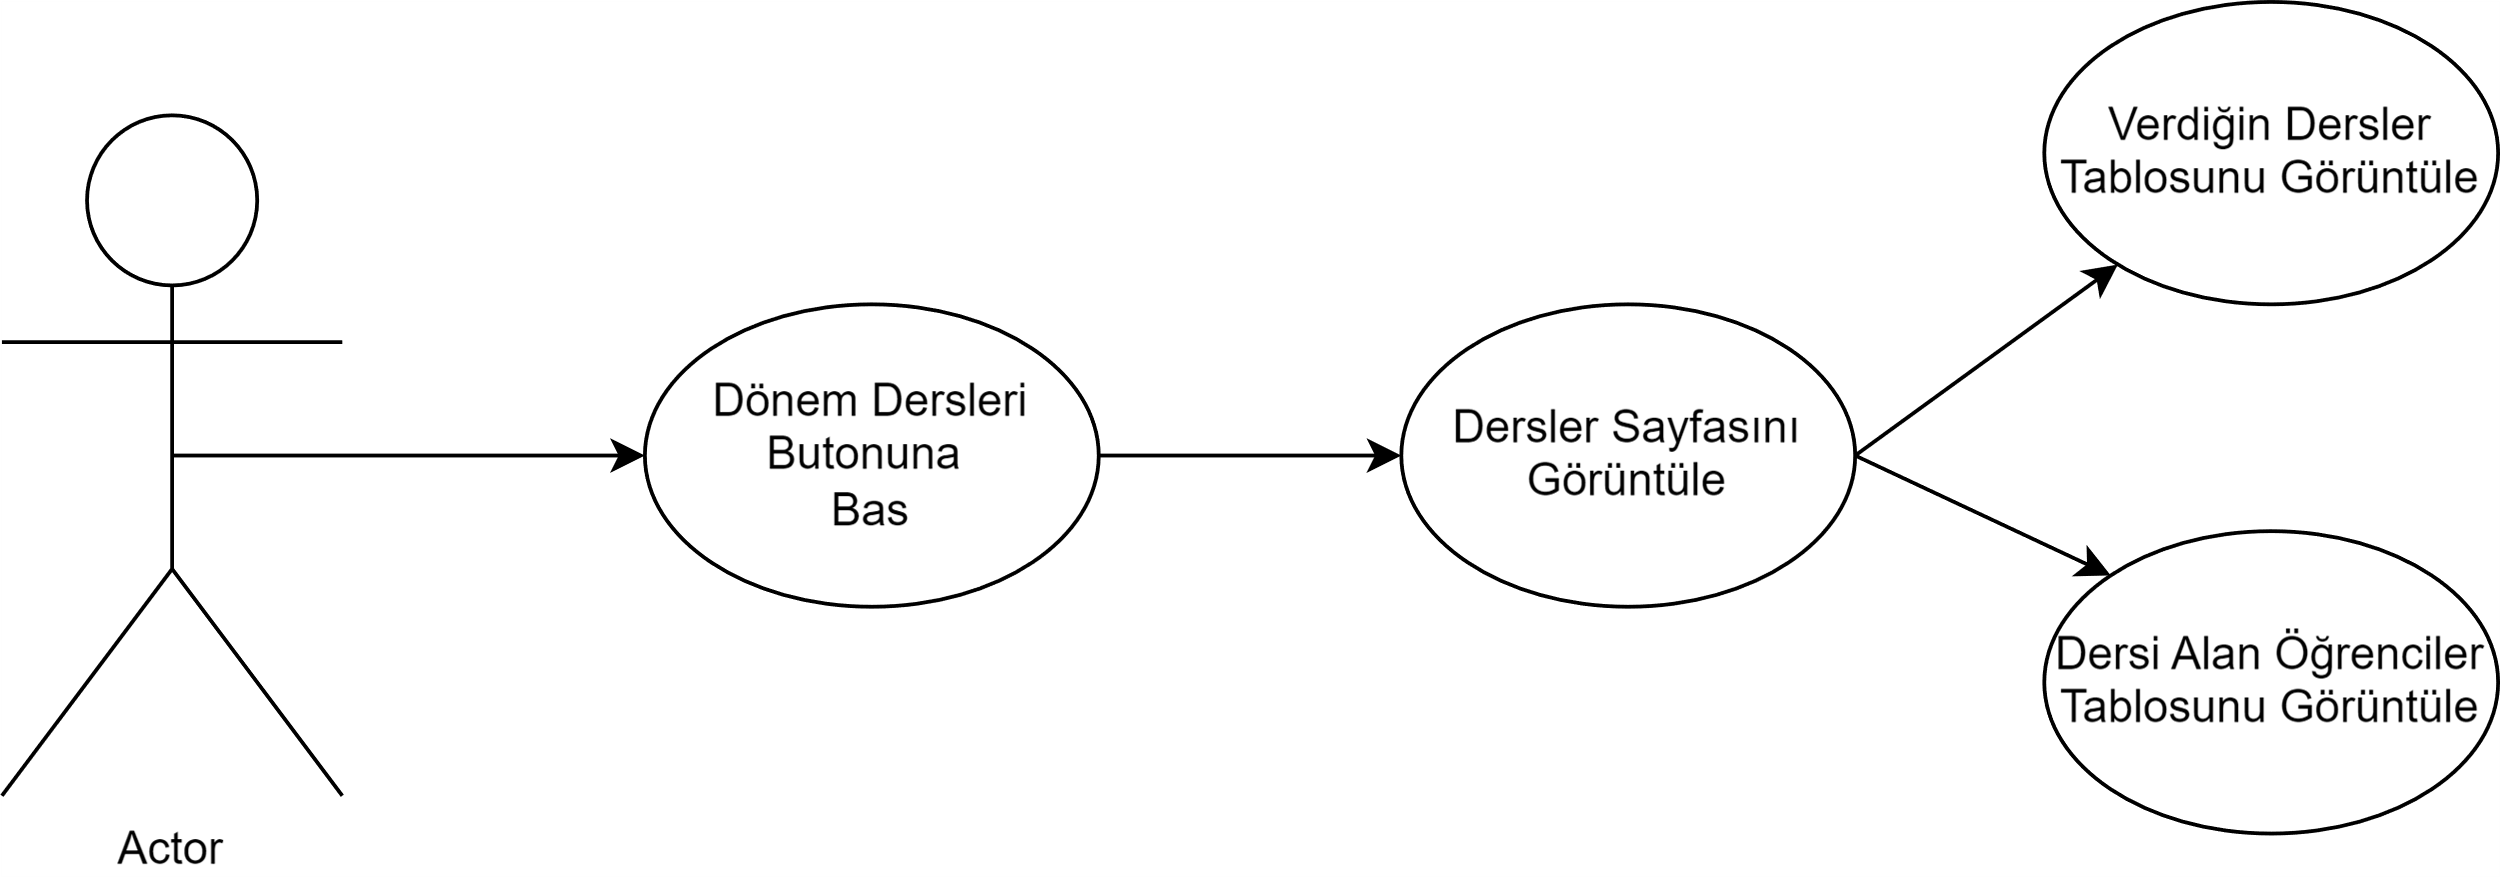 Verdiğin Dersler
Tablosunu Görüntüle
Dönem Dersleri
Butonuna
Bas
Dersler Sayfasını
Görüntüle
Dersi Alan Öğrenciler
Tablosunu Görüntüle
Actor